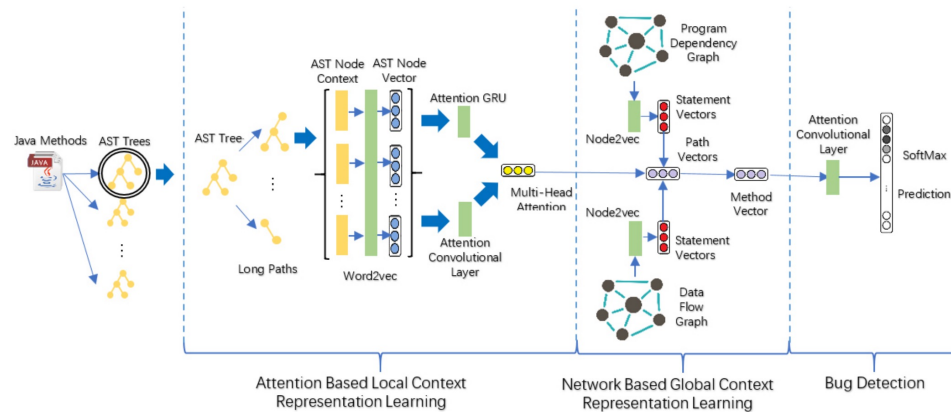 Java Methods
JAVA
AST Trees
AST Tree
Long Paths
AST Node
Context
AST Node
Vector
Word2vec
Attention GRU
Attention
Convolutional
Layer
Multi-Head
Attention
Program
Dependency
Graph
Node2vec
Statement
Vectors
Path
Vectors
Method
Vector
Node2vec
Statement
Vectors
Data
Flow
Graph
Attention
Convolutional
Layer
SoftMax
Prediction
Attention Based Local Context
Representation Learning
Network Based Global Context
Representation Learning
Bug Detection